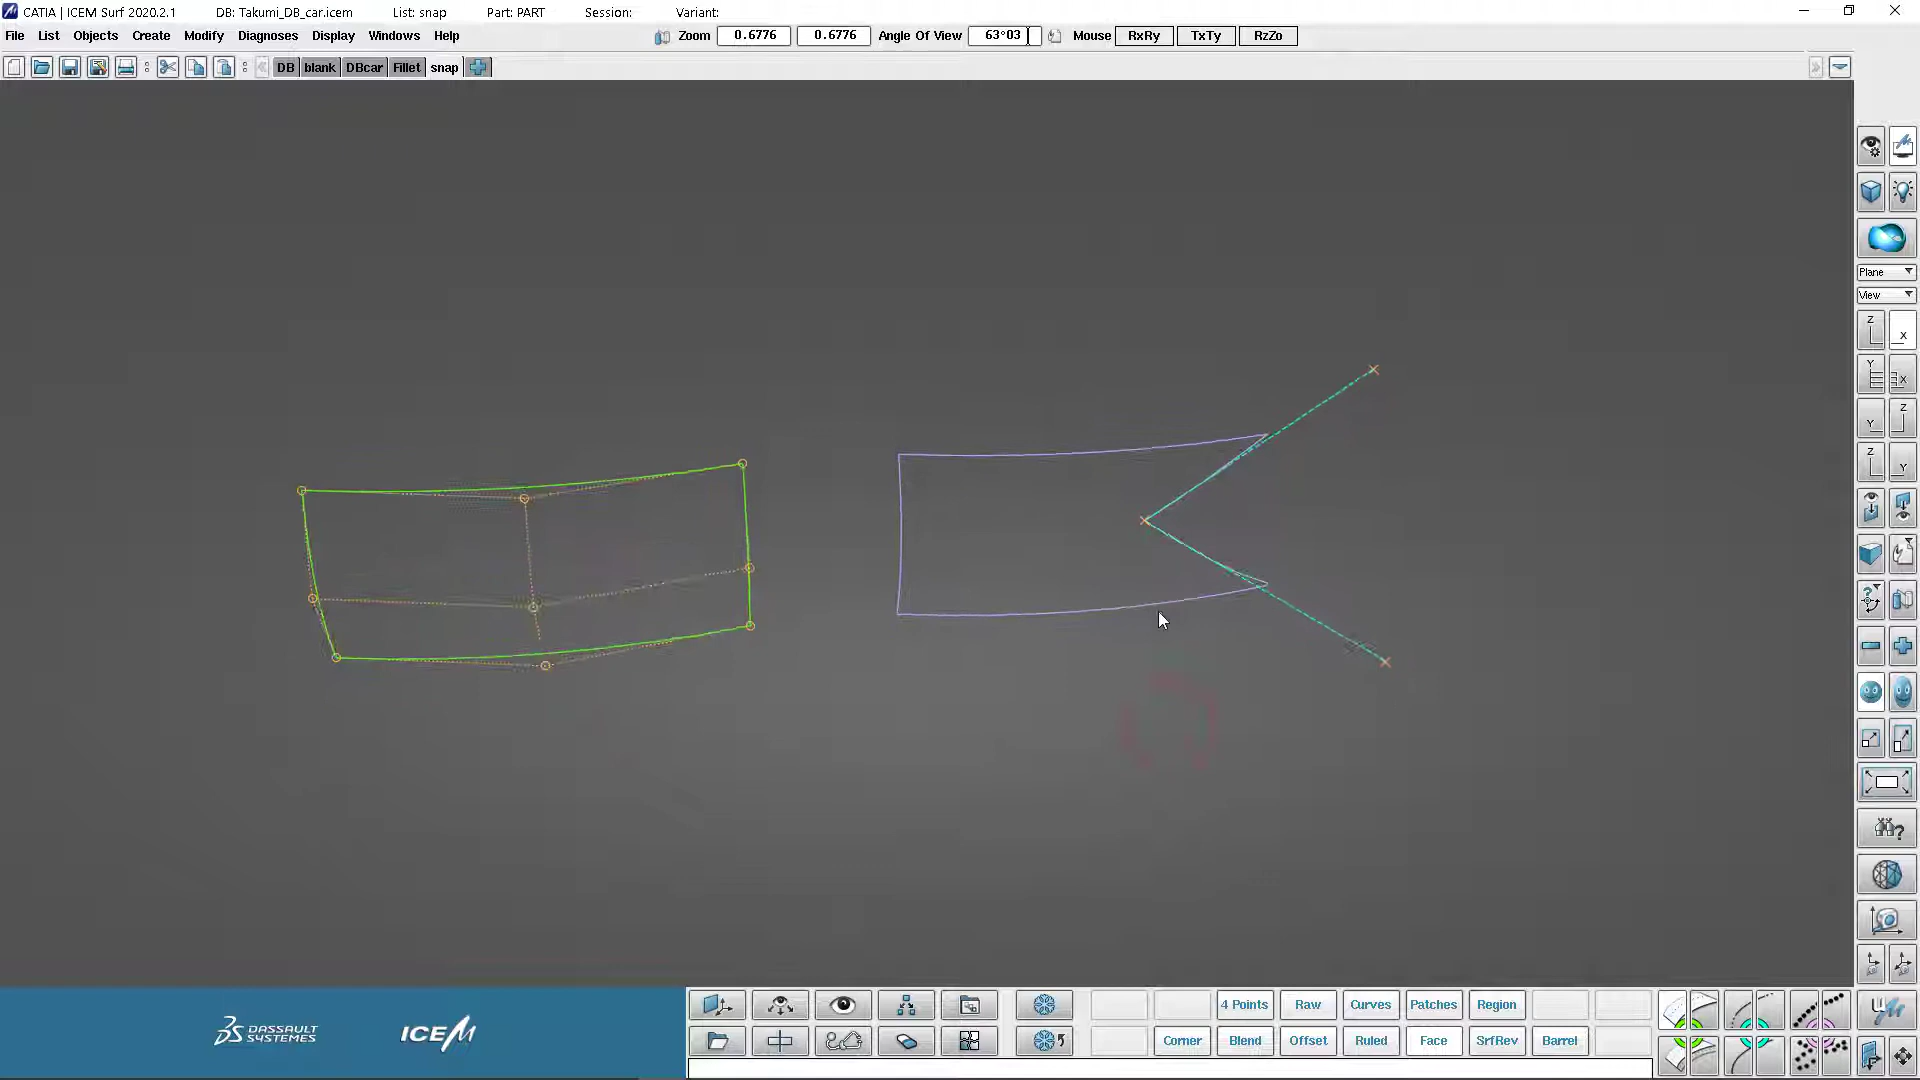 CATIA | ICEM Surf 2020.2.1 DB: Takumi_DB_car.icem List: snap Part: PART Session: Variant:
File List Objects Create Modify Diagnoses Display Windows Help Zoom 0.6776 0.6776 Angle Of View 63°03 Mouse RxRy TxTy RzZo
DB blank DBcar Fillet snap
Plane
View
Z X
Y X
Y Z
Z Y
4 Points Raw Curves Patches Region
Corner Blend Offset Ruled Face SrfRev Barrel
DASSAULT SYSTEMES ICEM